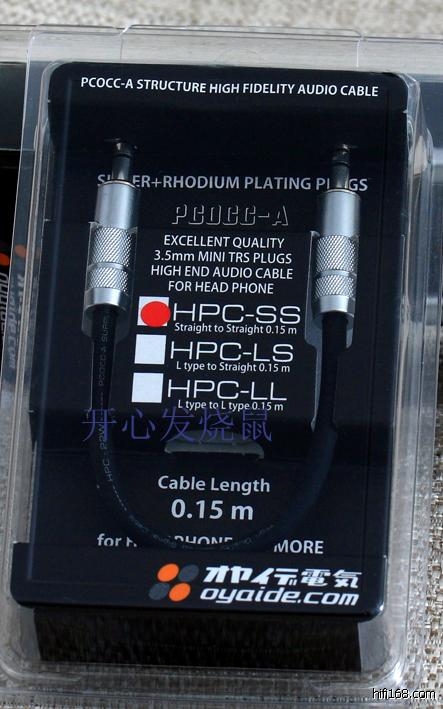 PCOCC-A STRUCTURE HIGH FIDELITY AUDIO CABLE
RHODIUM PLATING PLUGS
PCOCC-A
EXCELLENT QUALITY
3.5mm MINI TRS PLUGS
HIGH END AUDIO CABLE
FOR HEAD PHONE
HPC-SS
Straight to Straight 0.15 m
HPC-LS
L type to Straight 0.15 m
HPC-LL
L type to L type 0.15 m
开心发烧鼠
HPC-22W
PCOCC-A
Cable Length
0.15 m
for
MORE
オヤイデ電気
oyaide.com
hifi168.com